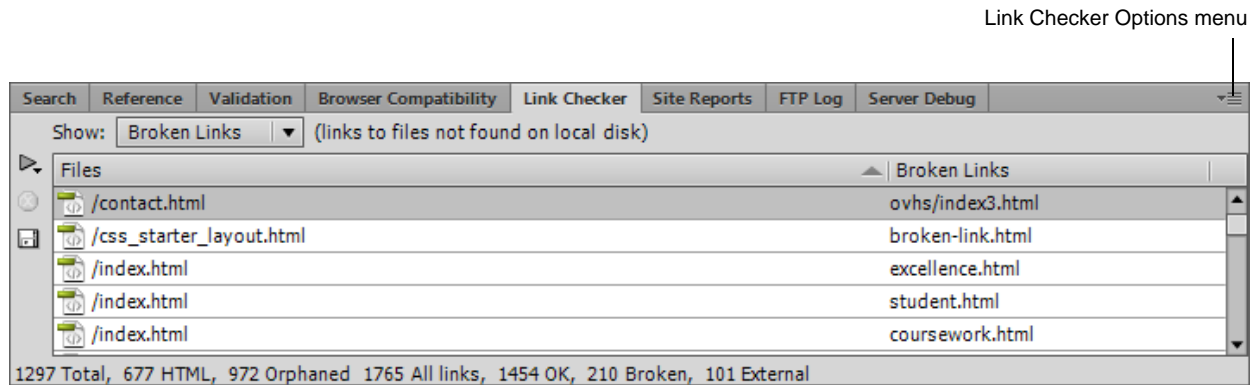 Link Checker Options menu
Search Reference Validation Browser Compatibility Link Checker Site Reports FTP Log Server Debug
Show: Broken Links (links to files not found on local disk)
Files Broken Links
/contact.html ovhs/index3.html
/css_starter_layout.html broken-link.html
/index.html excellence.html
/index.html student.html
/index.html coursework.html
1297 Total, 677 HTML, 972 Orphaned 1765 All links, 1454 OK, 210 Broken, 101 External